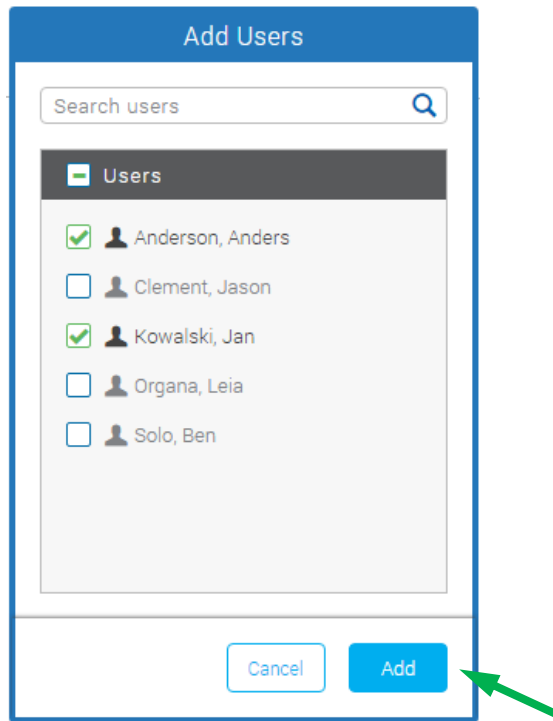 Add Users
Search users
Users
Anderson, Anders
Clement, Jason
Kowalski, Jan
Organa, Leia
Solo, Ben
Cancel Add